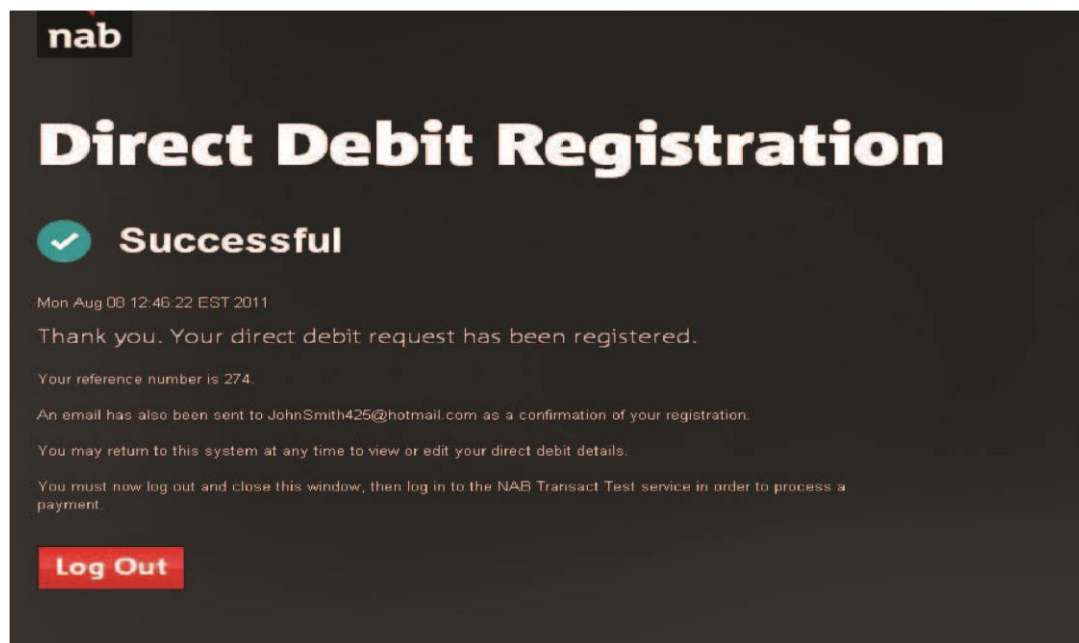 nab
Direct Debit Registration
Successful
Mon Aug 08 12:46:22 EST 2011
Thank you. Your direct debit request has been registered.
Your reference number is 274.
An email has also been sent to JohnSmith425@hotmail.com as a confirmation of your registration.
You may return to this system at any time to view or edit your direct debit details.
You must now log out and close this window, then log in to the NAB Transact Test service in order to process a
payment.
Log Out